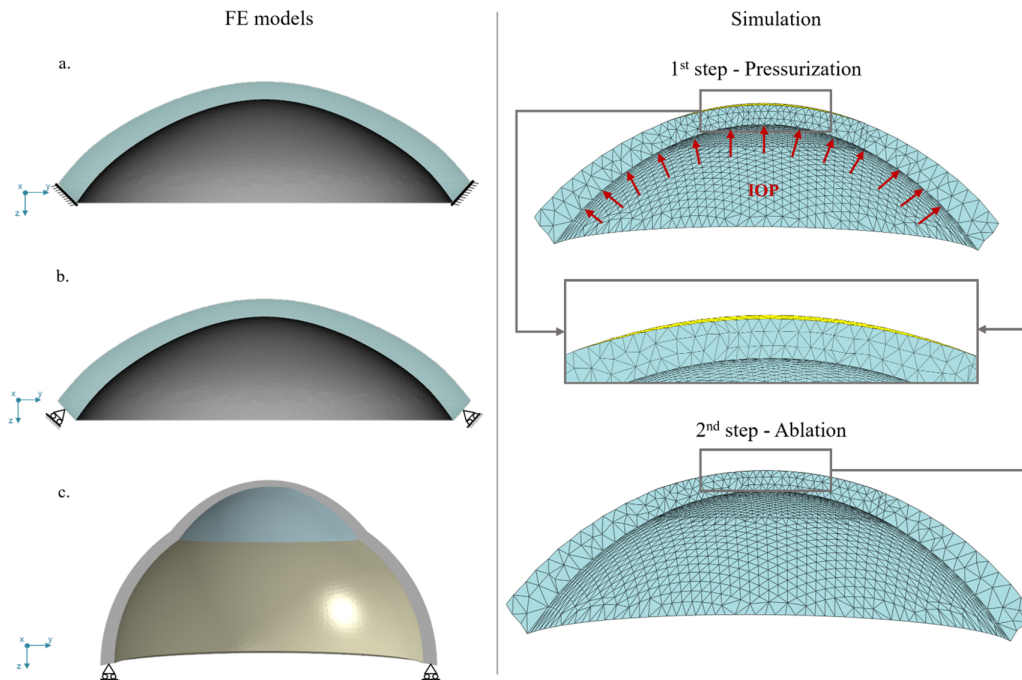 FE models
a.
x
y
z
b.
x
y
z
c.
x
y
z
Simulation
1st step - Pressurization
IOP
2nd step - Ablation